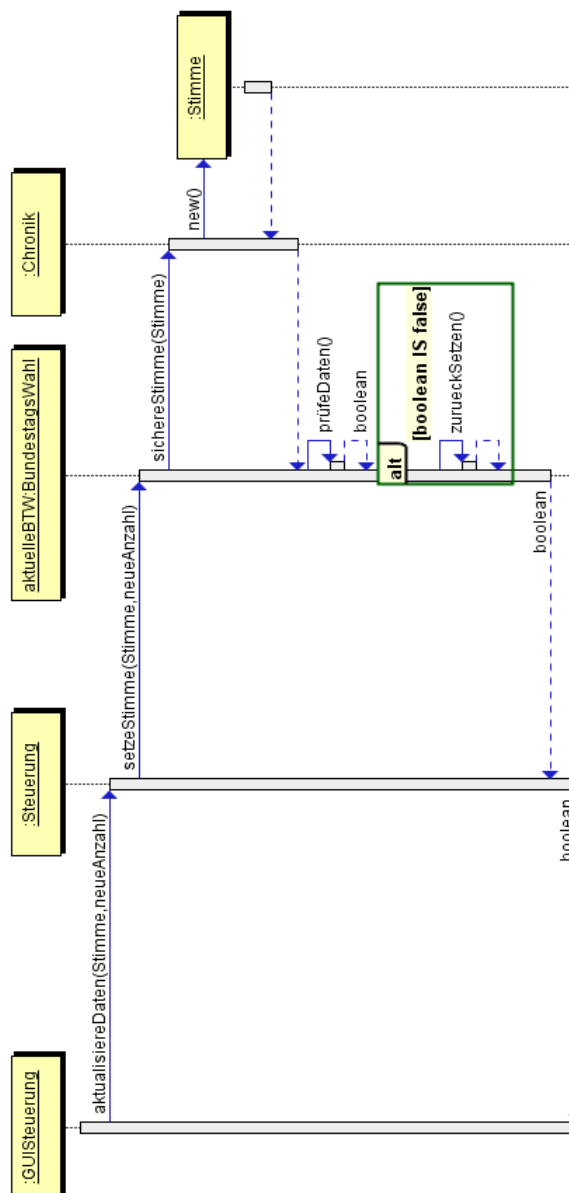 :GUISteuerung
:Steuerung
aktuelleBTW:BundestagsWahl
:Chronik
:Stimme
aktualisiereDaten(Stimme,neueAnzahl)
setzeStimme(Stimme,neueAnzahl)
sichereStimme(Stimme)
new()
prüfeDaten()
boolean
alt
[boolean IS false]
zurueckSetzen()
boolean
boolean